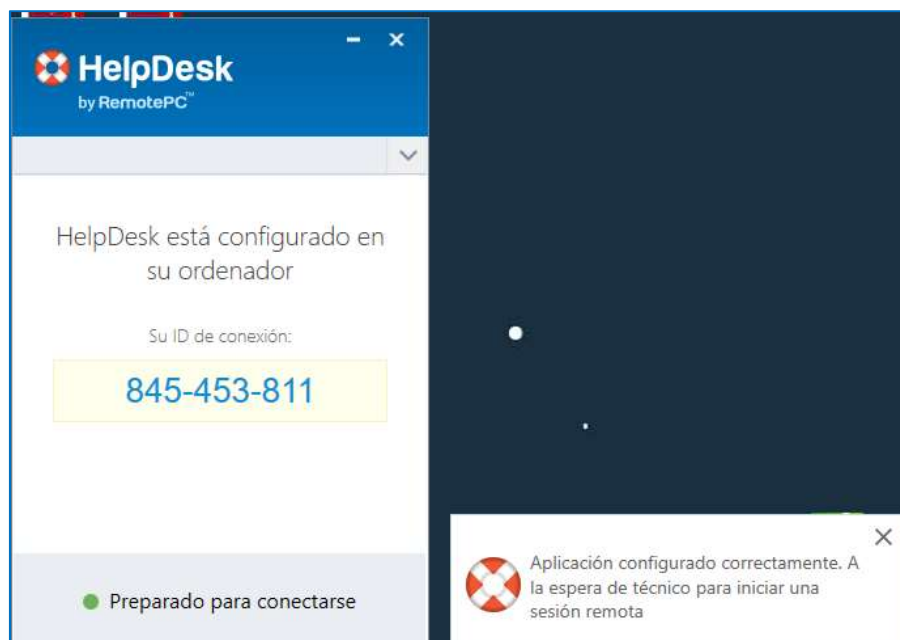 HelpDesk
by RemotePC™
HelpDesk está configurado en
su ordenador
Su ID de conexión:
845-453-811
Preparado para conectarse
Aplicación configurado correctamente. A
la espera de técnico para iniciar una
sesión remota